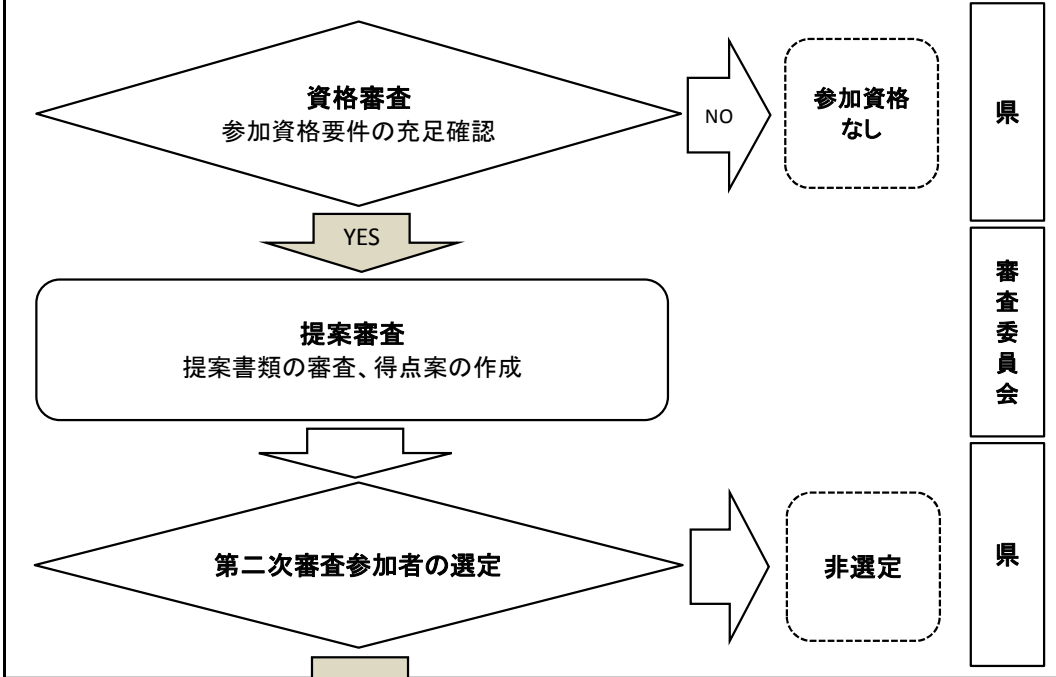 資格審査
参加資格要件の充足確認
NO
参加資格
なし
県
YES
提案審査
提案書類の審査、得点案の作成
審査委員会
第二次審査参加者の選定
非選定
県